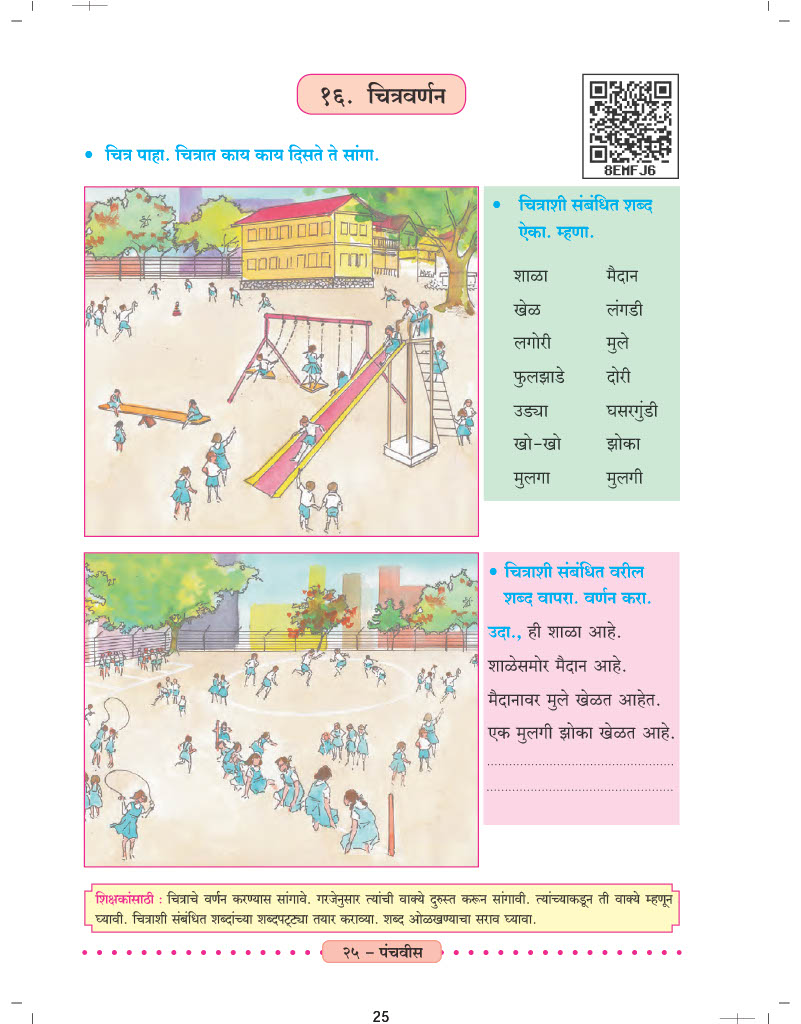 १६. चित्रवर्णन
8EMFJ6
• चित्र पाहा. चित्रात काय काय दिसते ते सांगा.
• चित्राशी संबंधित शब्द
ऐका. म्हणा.
शाळा मैदान
खेळ लंगडी
लगोरी मुले
फुलझाडे दोरी
उड्या घसरगुंडी
खो-खो झोका
मुलगा मुलगी
• चित्राशी संबंधित वरील
शब्द वापरा. वर्णन करा.
उदा., ही शाळा आहे.
शाळेसमोर मैदान आहे.
मैदानावर मुले खेळत आहेत.
एक मुलगी झोका खेळत आहे.
शिक्षकांसाठी : चित्राचे वर्णन करण्यास सांगावे. गरजेनुसार त्यांची वाक्ये दुरुस्त करून सांगावी. त्यांच्याकडून ती वाक्ये म्हणून
घ्यावी. चित्राशी संबंधित शब्दांच्या शब्दपट्ट्या तयार कराव्या. शब्द ओळखण्याचा सराव घ्यावा.
२५ – पंचवीस
25